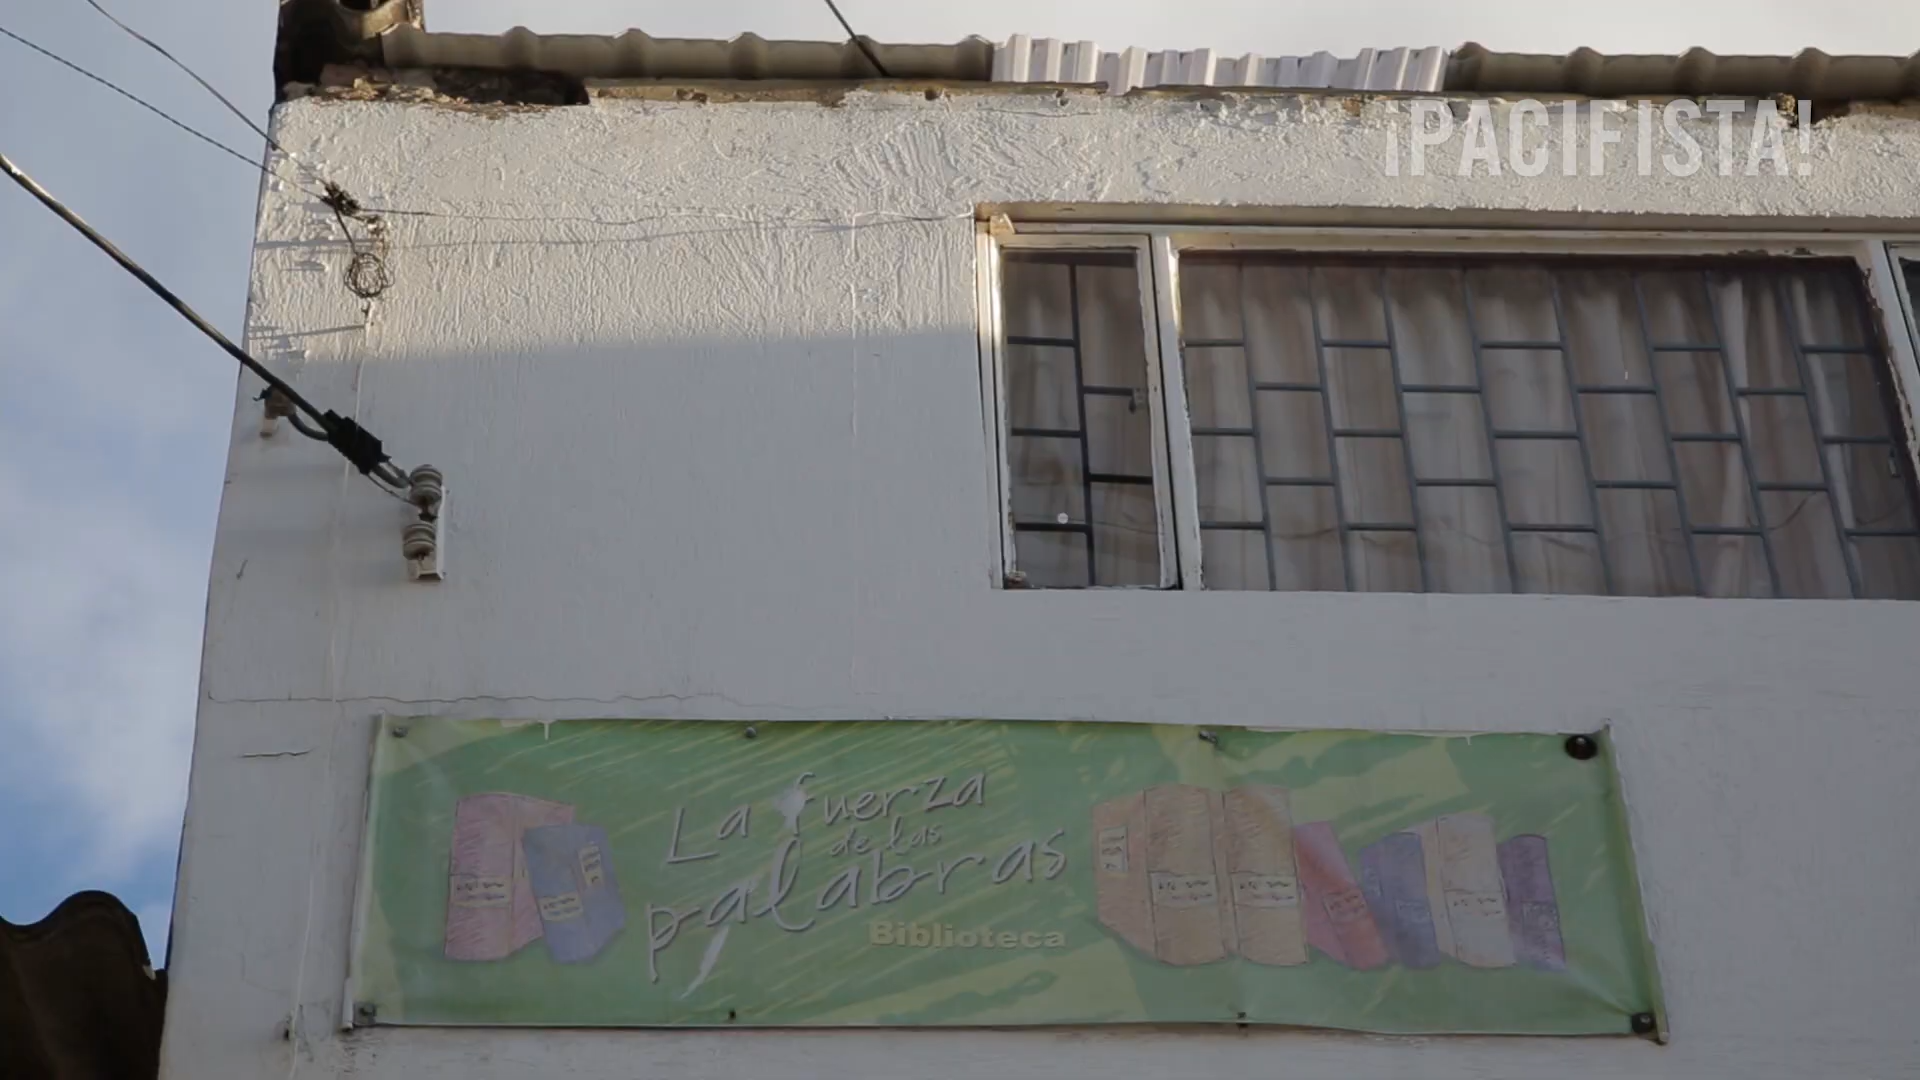 ¡PACIFISTA!
La fuerza
de las
palabras
Biblioteca